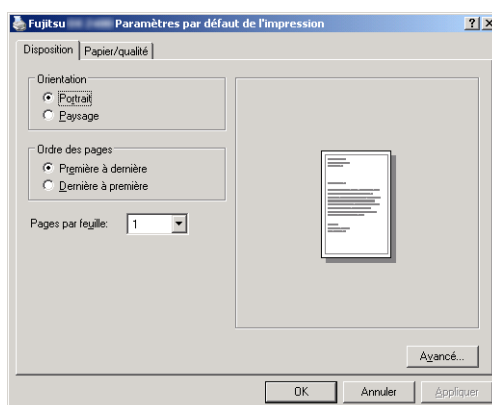 Fujitsu Paramètres par défaut de l'impression
Disposition
Papier/qualité
Orientation
Portrait
Paysage
Ordre des pages
Première à dernière
Dernière à première
Pages par feuille: 1
Avancé...
OK
Annuler
Appliquer